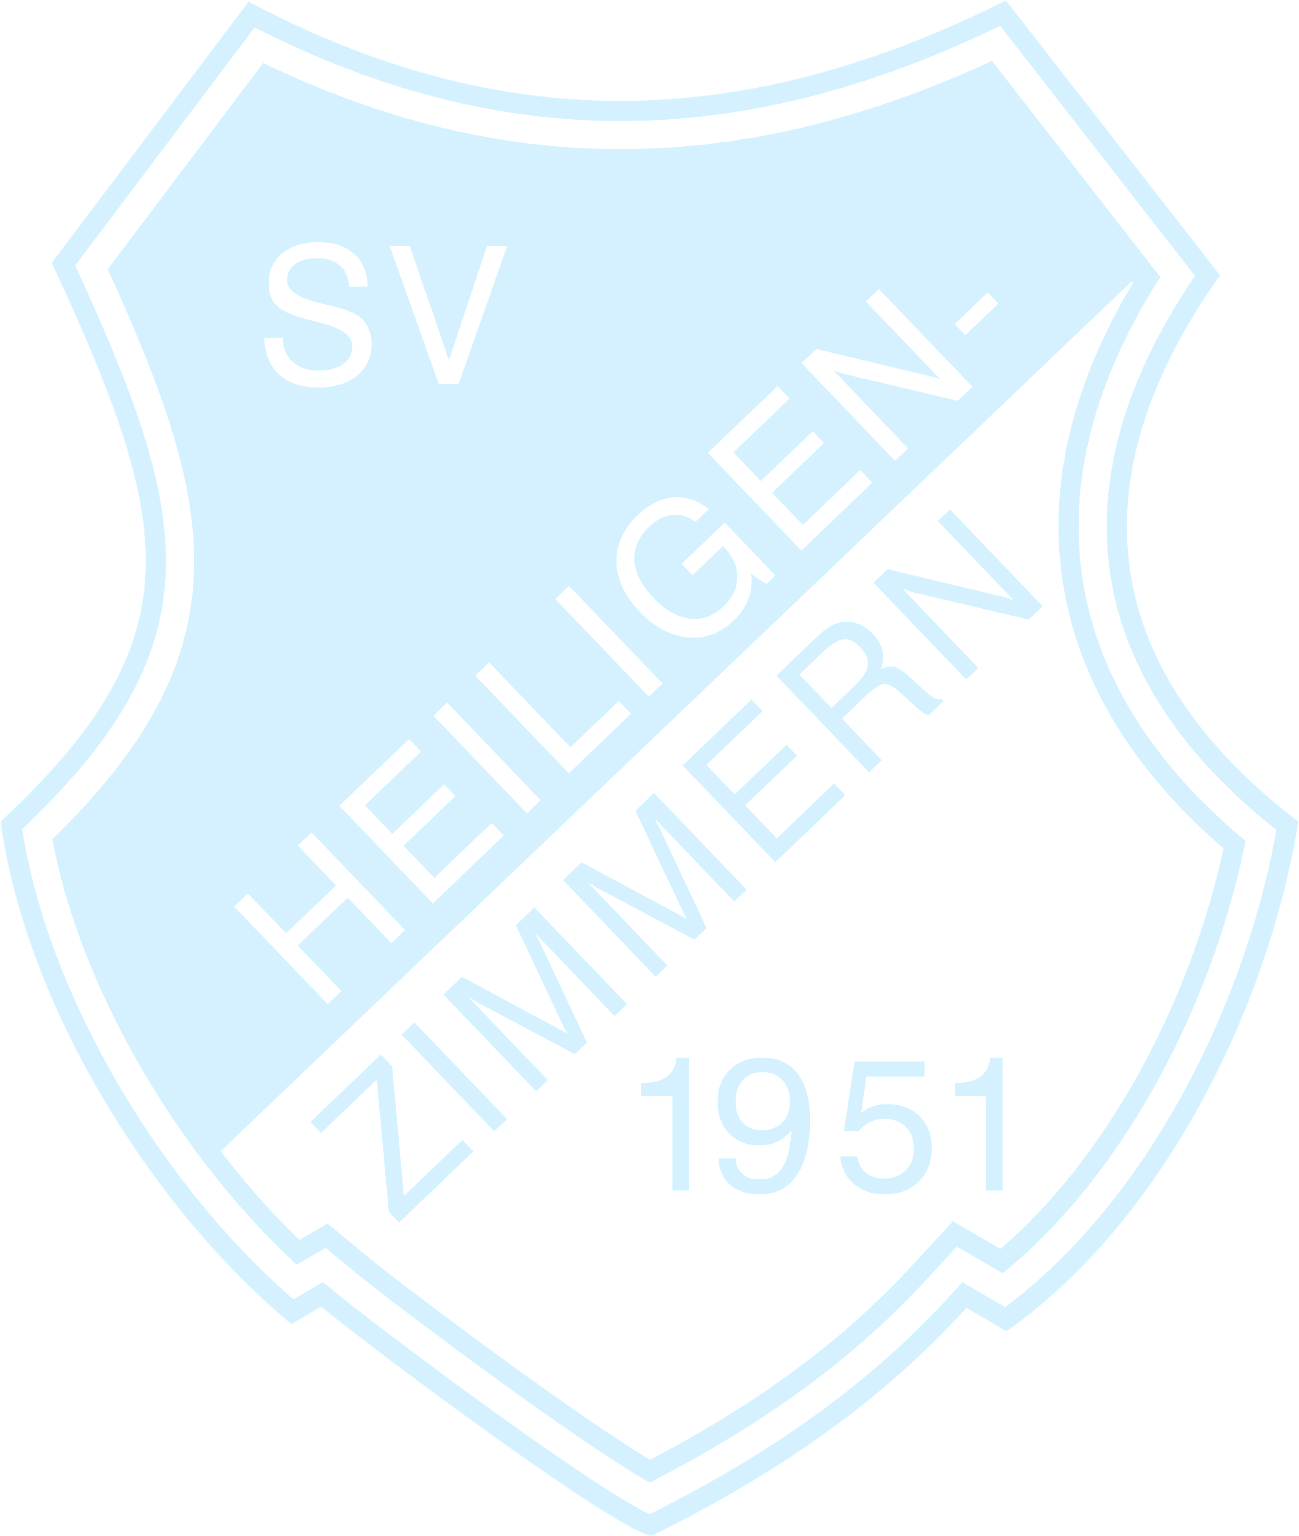 SV
HEILIGEN-
ZIMMERN
1951